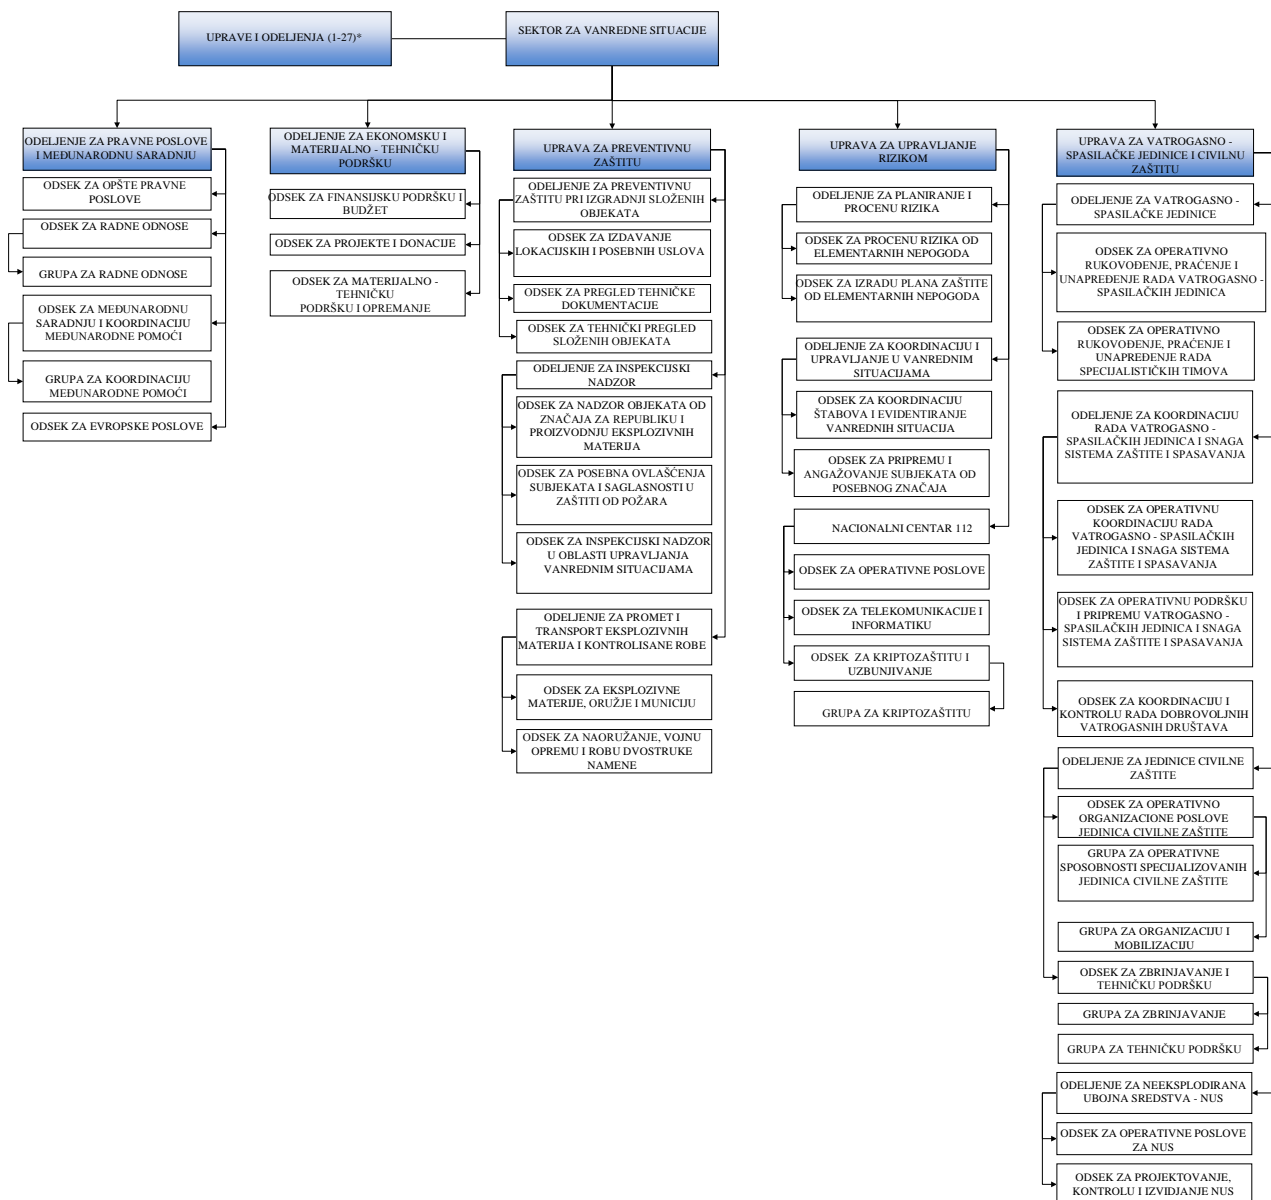 UPRAVE I ODELJENJA (1-27)*
SEKTOR ZA VANREDNE SITUACIJE
ODELJENJE ZA PRAVNE POSLOVE
I MEĐUNARODNU SARADNJU
ODSEK ZA OPŠTE PRAVNE
POSLOVE
ODSEK ZA RADNE ODNOSE
GRUPA ZA RADNE ODNOSE
ODSEK ZA MEĐUNARODNU
SARADNJU I KOORDINACIJU
MEĐUNARODNE POMOĆI
GRUPA ZA KOORDINACIJU
MEĐUNARODNE POMOĆI
ODSEK ZA EVROPSKE POSLOVE
ODELJENJE ZA EKONOMSKU I
MATERIJALNO - TEHNIČKU
PODRŠKU
ODSEK ZA FINANSIJSKU PODRŠKU I
BUDŽET
ODSEK ZA PROJEKTE I DONACIJE
ODSEK ZA MATERIJALNO -
TEHNIČKU
PODRŠKU I OPREMANJE
UPRAVA ZA PREVENTIVNU
ZAŠTITU
ODELJENJE ZA PREVENTIVNU
ZAŠTITU PRI IZGRADNJI SLOŽENIH
OBJEKATA
ODSEK ZA IZDAVANJE
LOKACIJSKIH I POSEBNIH USLOVA
ODSEK ZA PREGLED TEHNIČKE
DOKUMENTACIJE
ODSEK ZA TEHNIČKI PREGLED
SLOŽENIH OBJEKATA
ODELJENJE ZA INSPEKCIJSKI
NADZOR
ODSEK ZA NADZOR OBJEKATA OD
ZNAČAJA ZA REPUBLIKU I
PROIZVODNJU EKSPLOZIVNIH
MATERIJA
ODSEK ZA POSEBNA OVLAŠĆENJA
SUBJEKATA I SAGLASNOSTI U
ZAŠTITI OD POŽARA
ODSEK ZA INSPEKCIJSKI NADZOR
U OBLASTI UPRAVLJANJA
VANREDNIM SITUACIJAMA
ODELJENJE ZA PROMET I
TRANSPORT EKSPLOZIVNIH
MATERIJA I KONTROLISANE ROBE
ODSEK ZA EKSPLOZIVNE
MATERIJE, ORUŽJE I MUNICIJU
ODSEK ZA NAORUŽANJE, VOJNU
OPREMU I ROBU DVOSTRUKE
NAMENE
UPRAVA ZA UPRAVLJANJE
RIZIKOM
ODELJENJE ZA PLANIRANJE I
PROCENU RIZIKA
ODSEK ZA PROCENU RIZIKA OD
ELEMENTARNIH NEPOGODA
ODSEK ZA IZRADU PLANA ZAŠTITE
OD ELEMENTARNIH NEPOGODA
ODELJENJE ZA KOORDINACIJU I
UPRAVLJANJE U VANREDNIM
SITUACIJAMA
ODSEK ZA KOORDINACIJU
ŠTABOVA I EVIDENTIRANJE
VANREDNIH SITUACIJA
ODSEK ZA PRIPREMU I
ANGAŽOVANJE SUBJEKATA OD
POSEBNOG ZNAČAJA
NACIONALNI CENTAR 112
ODSEK ZA OPERATIVNE POSLOVE
ODSEK ZA TELEKOMUNIKACIJE I
INFORMATIKU
ODSEK ZA KRIPTOZAŠTITU I
UZBUNJIVANJE
GRUPA ZA KRIPTOZAŠTITU
UPRAVA ZA VATROGASNO -
SPASILAČKE JEDINICE I CIVILNU
ZAŠTITU
ODELJENJE ZA VATROGASNO -
SPASILAČKE JEDINICE
ODSEK ZA OPERATIVNO
RUKOVOĐENJE, PRAĆENJE I
UNAPREĐENJE RADA VATROGASNO -
SPASILAČKIH JEDINICA
ODSEK ZA OPERATIVNO
RUKOVOĐENJE, PRAĆENJE I
UNAPREĐENJE RADA
SPECIJALISTIČKIH TIMOVA
ODELJENJE ZA KOORDINACIJU
RADA VATROGASNO -
SPASILAČKIH JEDINICA I SNAGA
SISTEMA ZAŠTITE I SPASAVANJA
ODSEK ZA OPERATIVNU
KOORDINACIJU RADA
VATROGASNO - SPASILAČKIH
JEDINICA I SNAGA SISTEMA
ZAŠTITE I SPASAVANJA
ODSEK ZA OPERATIVNU PODRŠKU
I PRIPREMU VATROGASNO -
SPASILAČKIH JEDINICA I SNAGA
SISTEMA ZAŠTITE I SPASAVANJA
ODSEK ZA KOORDINACIJU I
KONTROLU RADA DOBROVOLJNIH
VATROGASNIH DRUŠTAVA
ODELJENJE ZA JEDINICE CIVILNE
ZAŠTITE
ODSEK ZA OPERATIVNO
ORGANIZACIONE POSLOVE
JEDINICA CIVILNE ZAŠTITE
GRUPA ZA OPERATIVNE
SPOSOBNOSTI SPECIJALIZOVANIH
JEDINICA CIVILNE ZAŠTITE
GRUPA ZA ORGANIZACIJU I
MOBILIZACIJU
ODSEK ZA ZBRINJAVANJE I
TEHNIČKU PODRŠKU
GRUPA ZA ZBRINJAVANJE
GRUPA ZA TEHNIČKU PODRŠKU
ODELJENJE ZA NEEKSPLODIRANA
UBOJNA SREDSTVA - NUS
ODSEK ZA OPERATIVNE POSLOVE
ZA NUS
ODSEK ZA PROJEKTOVANJE,
KONTROLU I IZVIDJANJE NUS